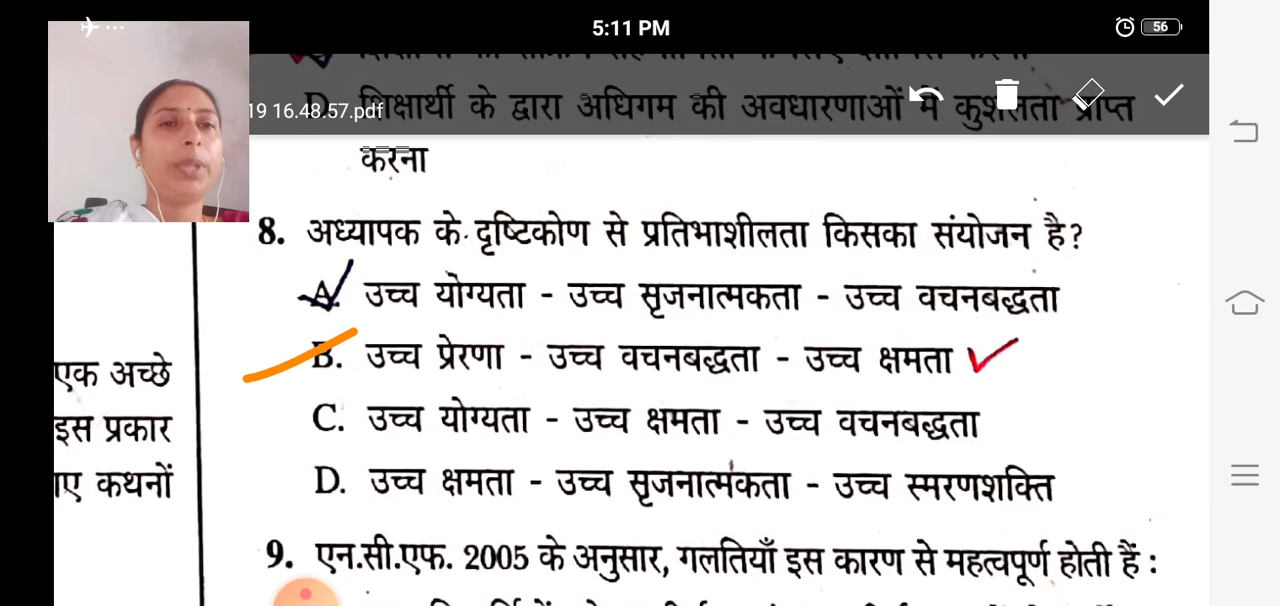 5:11 PM
56
19 16.48.57.pdf
D. शिक्षार्थी के द्वारा अधिगम की अवधारणाओं में कुशलता प्राप्त
करना
8. अध्यापक के दृष्टिकोण से प्रतिभाशीलता किसका संयोजन है?
A. उच्च योग्यता - उच्च सृजनात्मकता - उच्च वचनबद्धता
B. उच्च प्रेरणा - उच्च वचनबद्धता - उच्च क्षमता
C. उच्च योग्यता - उच्च क्षमता - उच्च वचनबद्धता
D. उच्च क्षमता - उच्च सृजनात्मकता - उच्च स्मरणशक्ति
9. एन.सी.एफ. 2005 के अनुसार, गलतियाँ इस कारण से महत्वपूर्ण होती हैं :
एक अच्छे
इस प्रकार
कथनों